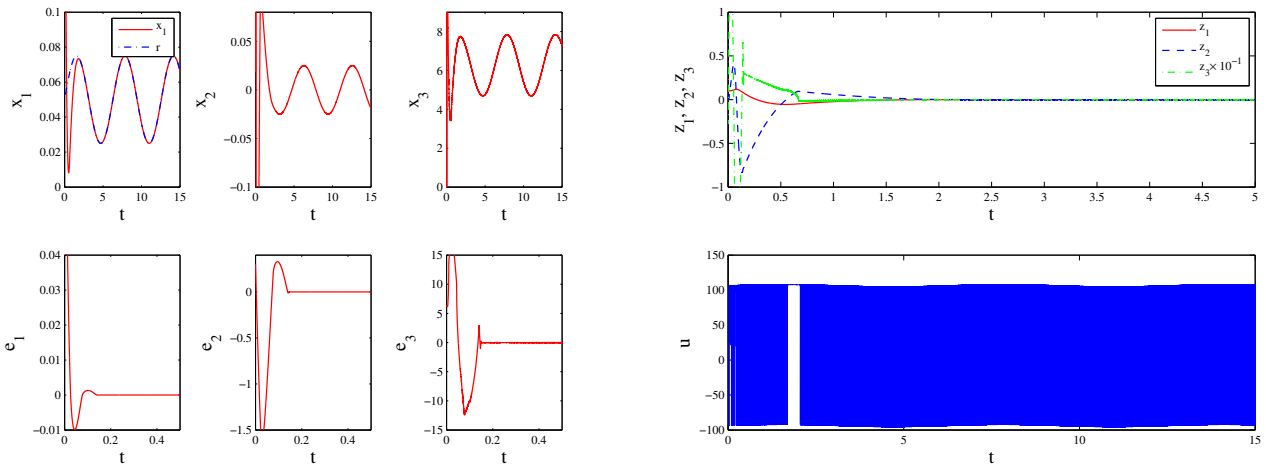 0.1
0.08
0.06
0.04
0.02
0
0 5 10 15
x₁
t
x₁
r
0.05
0
−0.05
−0.1
0 5 10 15
x₂
t
8
6
4
2
0
0 5 10 15
x₃
t
1
0.5
0
−0.5
−1
0 0.5 1 1.5 2 2.5 3 3.5 4 4.5 5
z₁, z₂, z₃
t
z₁
z₂
z₃×10⁻¹
0.04
0.03
0.02
0.01
0
−0.01
0 0.2 0.4
e₁
t
0
−0.5
−1
−1.5
0 0.2 0.4
e₂
t
15
10
5
0
−5
−10
−15
0 0.2 0.4
e₃
t
150
100
50
0
−50
−100
0 5 10 15
u
t